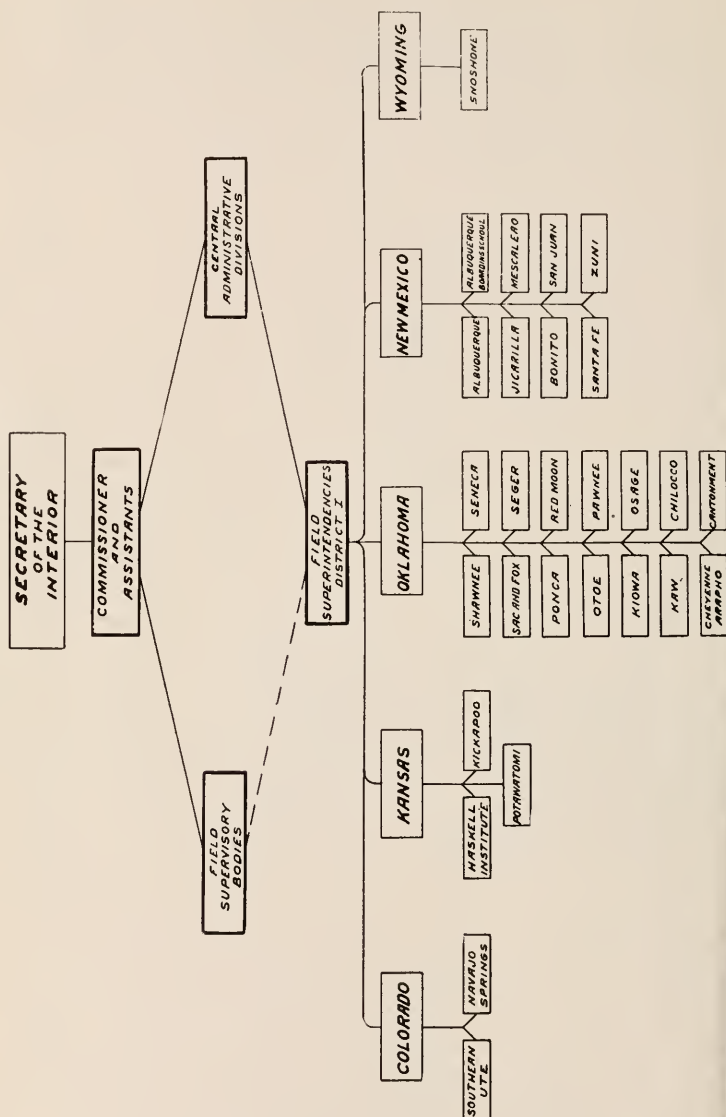 SECRETARY
OF THE
INTERIOR
COMMISSIONER
AND
ASSISTANTS
FIELD
SUPERVISORY
BODIES
CENTRAL
ADMINISTRATIVE
DIVISIONS
FIELD
SUPERINTENDENCIES
DISTRICT I
COLORADO
SOUTHERN
UTE
NAVAJO
SPRINGS
KANSAS
HASKELL
INSTITUTE
KICKAPOO
POTAWATOMI
OKLAHOMA
SHAWNEE
SENECA
SAC AND FOX
SEGER
PONCA
RED MOON
OTOE
PAWNEE
KIOWA
OSAGE
KAW
CHILOCCO
CHEYENNE
ARAPHO
CANTONMENT
NEW MEXICO
ALBUQUERQUE
ALBUQUERQUE
BOARDING SCHOOL
JICARILLA
MESCALERO
BONITO
SAN JUAN
SANTA FE
ZUNI
WYOMING
SHOSHONE